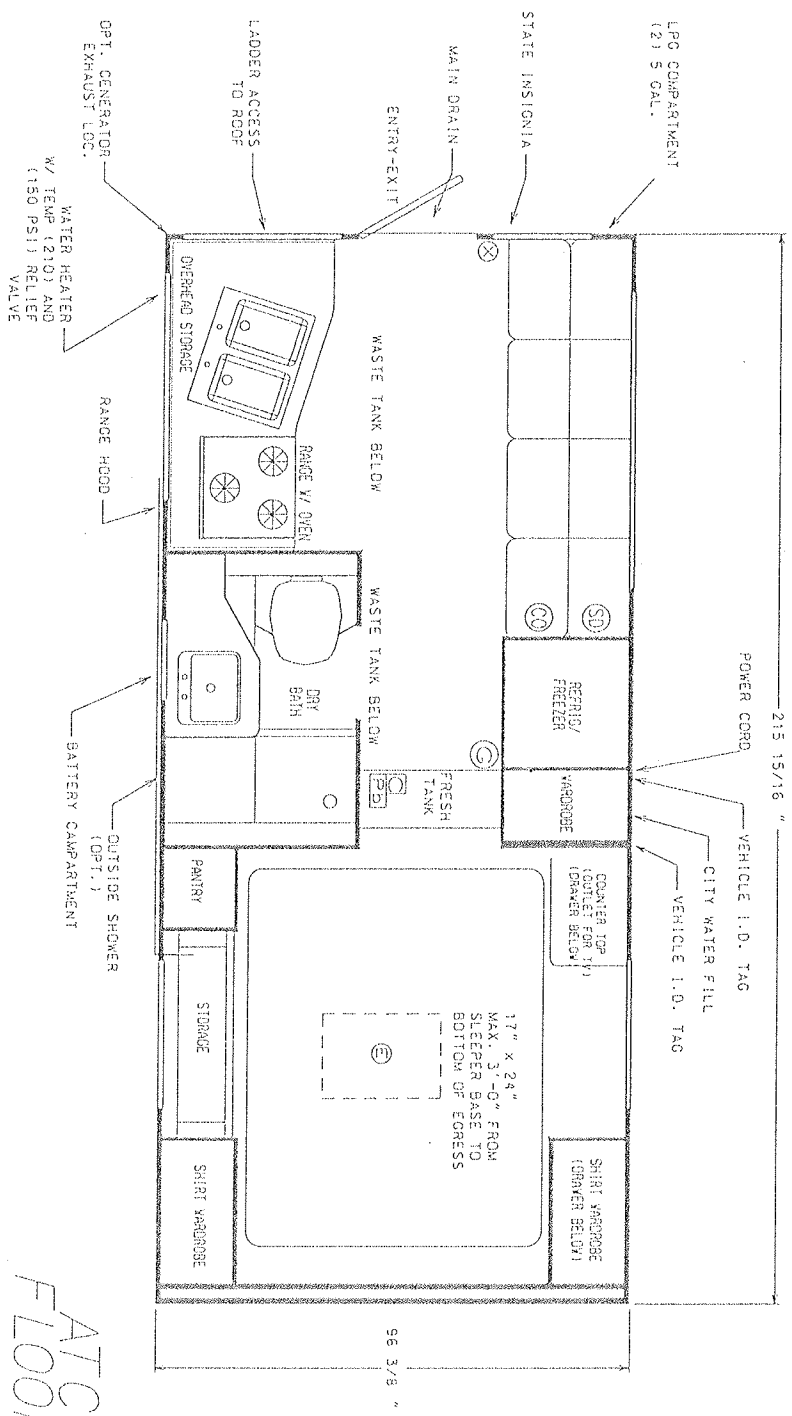 215 15/16 "
LPG COMPARTMENT
(2) 5 GAL.
STATE INSIGNIA
MAIN DRAIN
ENTRY-EXIT
LADDER ACCESS
TO ROOF
OPT. GENERATOR
EXHAUST LOC.
WATER HEATER
W/ TEMP (210) AND
(150 PSI) RELIEF
VALVE
RANGE HOOD
BATTERY CAMPARTMENT
OUTSIDE SHOWER
(OPT.)
POWER CORD
VEHICLE I.D. TAG
CITY WATER FILL
VEHICLE I.D. TAG
X
SD
CO
REFRIG/
FREEZER
WARDROBE
G
COUNTER TOP
(OUTLET FOR TV)
(DRAWER BELOW)
SHIRT WARDROBE
(DRAWER BELOW)
WASTE TANK BELOW
WASTE TANK BELOW
FRESH
TANK
C
Pb
17" x 24"
MAX. 3'-0" FROM
SLEEPER BASE TO
BOTTOM OF EGRESS
E
OVERHEAD STORAGE
RANGE W/ OVEN
DRY
BATH
PANTRY
STORAGE
SHIRT WARDROBE
96 3/8 "
FLOO